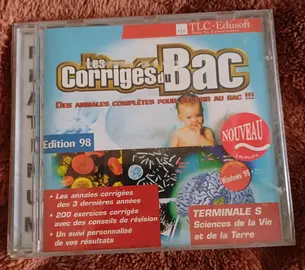 TLC-Edusoft
Les
Corrigés du Bac
DES ANNALES COMPLÈTES POUR RÉUSSIR AU BAC !!!
NOUVEAU
Edition 98
Windows 95
• Les annales corrigées
des 3 dernières années
• 200 exercices corrigés
avec des conseils de révision
• Un suivi personnalisé
de vos résultats
TERMINALE S
Sciences de la Vie
et de la Terre